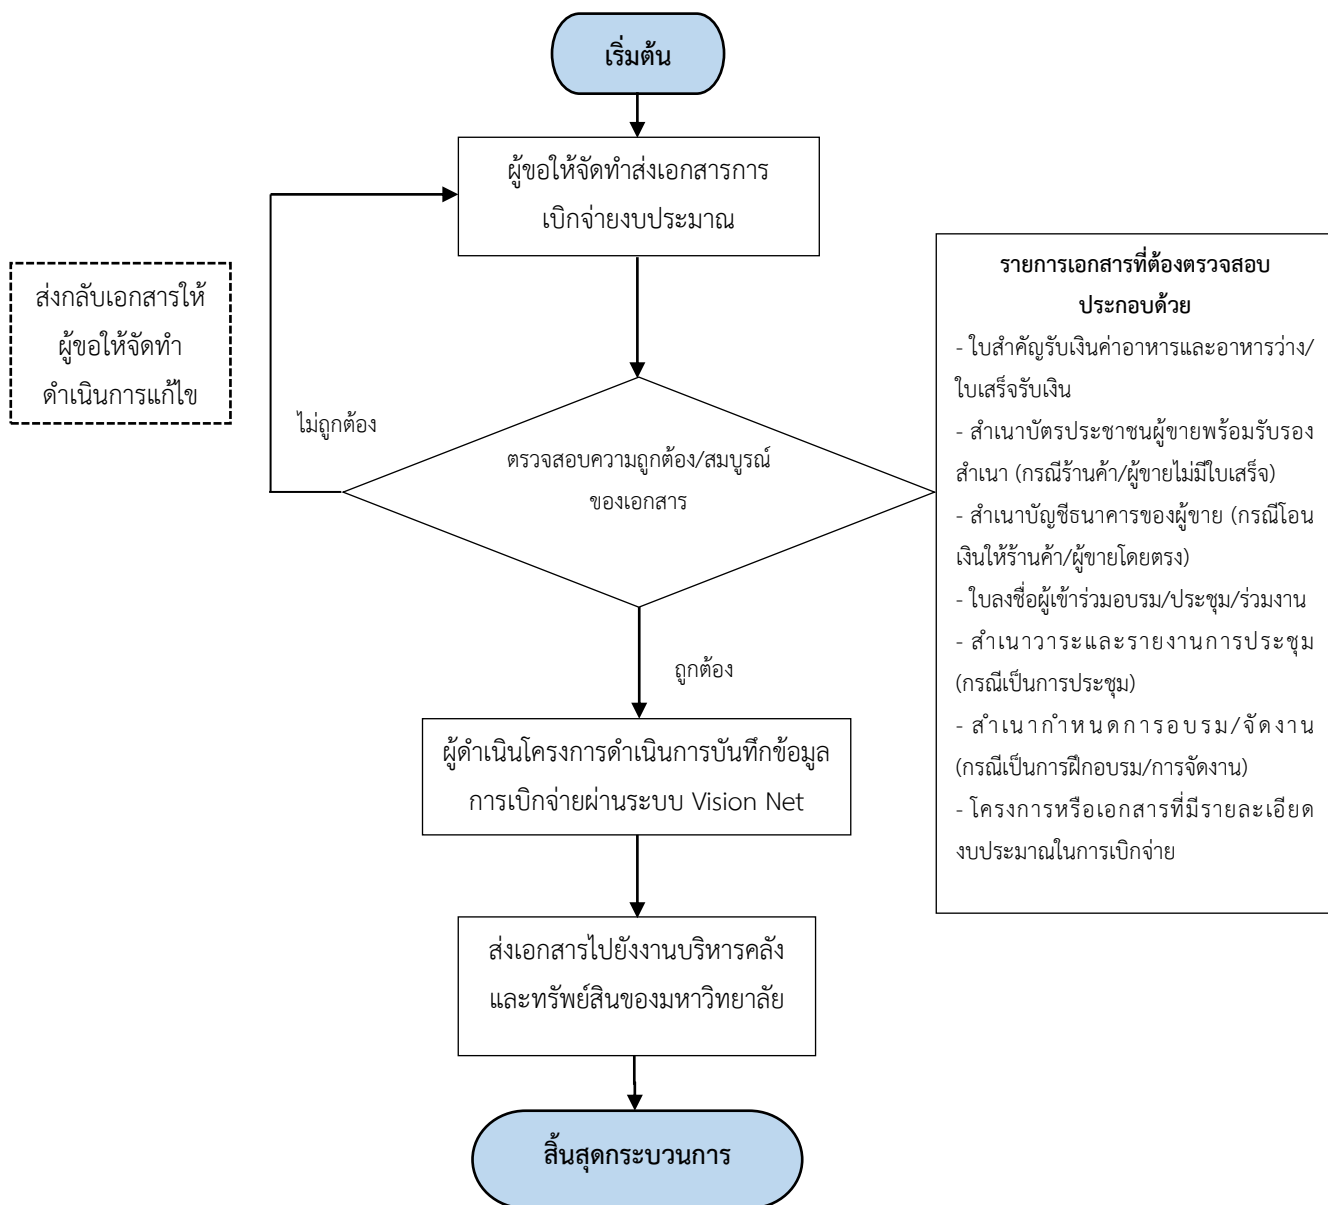 เริ่มต้น
ผู้ขอให้จัดทำส่งเอกสารการ
เบิกจ่ายงบประมาณ
ส่งกลับเอกสารให้
ผู้ขอให้จัดทำ
ดำเนินการแก้ไข
ไม่ถูกต้อง
ตรวจสอบความถูกต้อง/สมบูรณ์
ของเอกสาร
รายการเอกสารที่ต้องตรวจสอบ
ประกอบด้วย
- ใบสำคัญรับเงินค่าอาหารและอาหารว่าง/
ใบเสร็จรับเงิน
- สำเนาบัตรประชาชนผู้ขายพร้อมรับรอง
สำเนา (กรณีร้านค้า/ผู้ขายไม่มีใบเสร็จ)
- สำเนาบัญชีธนาคารของผู้ขาย (กรณีโอน
เงินให้ร้านค้า/ผู้ขายโดยตรง)
- ใบลงชื่อผู้เข้าร่วมอบรม/ประชุม/ร่วมงาน
- สำเนาวาระและรายงานการประชุม
(กรณีเป็นการประชุม)
- สำเนากำหนดการอบรม/จัดงาน
(กรณีเป็นการฝึกอบรม/การจัดงาน)
- โครงการหรือเอกสารที่มีรายละเอียด
งบประมาณในการเบิกจ่าย
ถูกต้อง
ผู้ดำเนินโครงการดำเนินการบันทึกข้อมูล
การเบิกจ่ายผ่านระบบ Vision Net
ส่งเอกสารไปยังงานบริหารคลัง
และทรัพย์สินของมหาวิทยาลัย
สิ้นสุดกระบวนการ